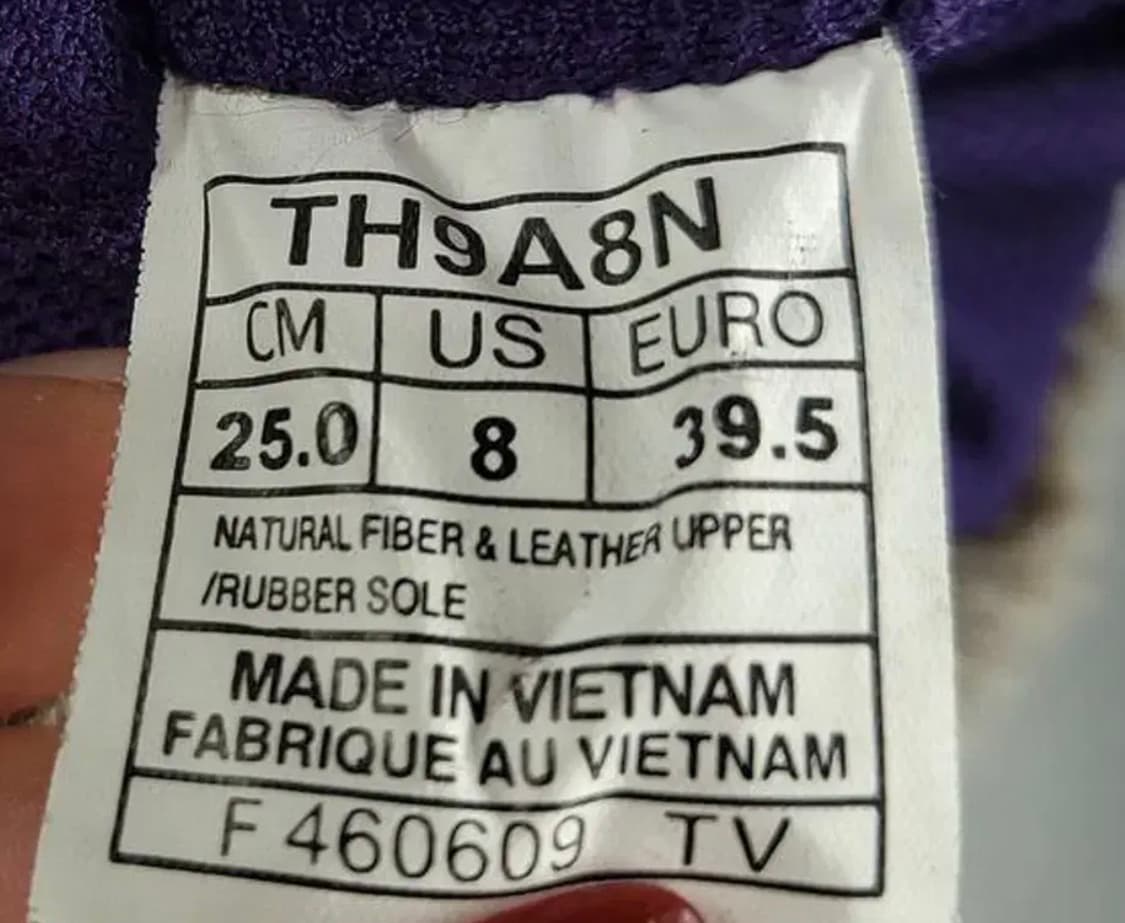 TH9A8N
CM US EURO
25.0 8 39.5
NATURAL FIBER & LEATHER UPPER
/RUBBER SOLE
MADE IN VIETNAM
FABRIQUE AU VIETNAM
F 460609 TV